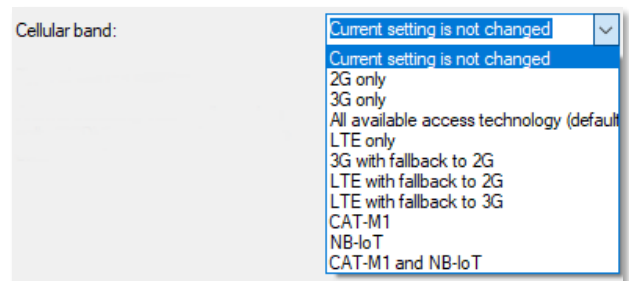 Cellular band:
Current setting is not changed
Current setting is not changed
2G only
3G only
All available access technology (default
LTE only
3G with fallback to 2G
LTE with fallback to 2G
LTE with fallback to 3G
CAT-M1
NB-IoT
CAT-M1 and NB-IoT